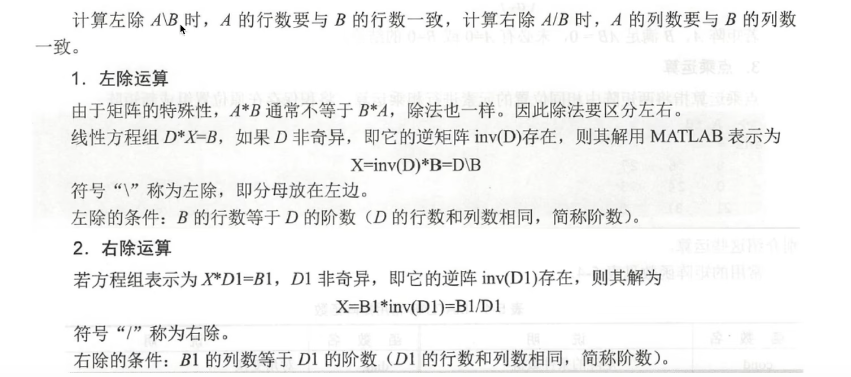 计算左除 A\B 时，A 的行数要与 B 的行数一致，计算右除 A/B 时，A 的列数要与 B 的列数
一致。
1．左除运算
由于矩阵的特殊性，A*B 通常不等于 B*A，除法也一样。因此除法要区分左右。
线性方程组 D*X=B，如果 D 非奇异，即它的逆矩阵 inv(D)存在，则其解用 MATLAB 表示为
X=inv(D)*B=D\B
符号“\”称为左除，即分母放在左边。
左除的条件：B 的行数等于 D 的阶数（D 的行数和列数相同，简称阶数）。
2．右除运算
若方程组表示为 X*D1=B1，D1 非奇异，即它的逆阵 inv(D1)存在，则其解为
X=B1*inv(D1)=B1/D1
符号“/”称为右除。
右除的条件：B1 的列数等于 D1 的阶数（D1 的行数和列数相同，简称阶数）。